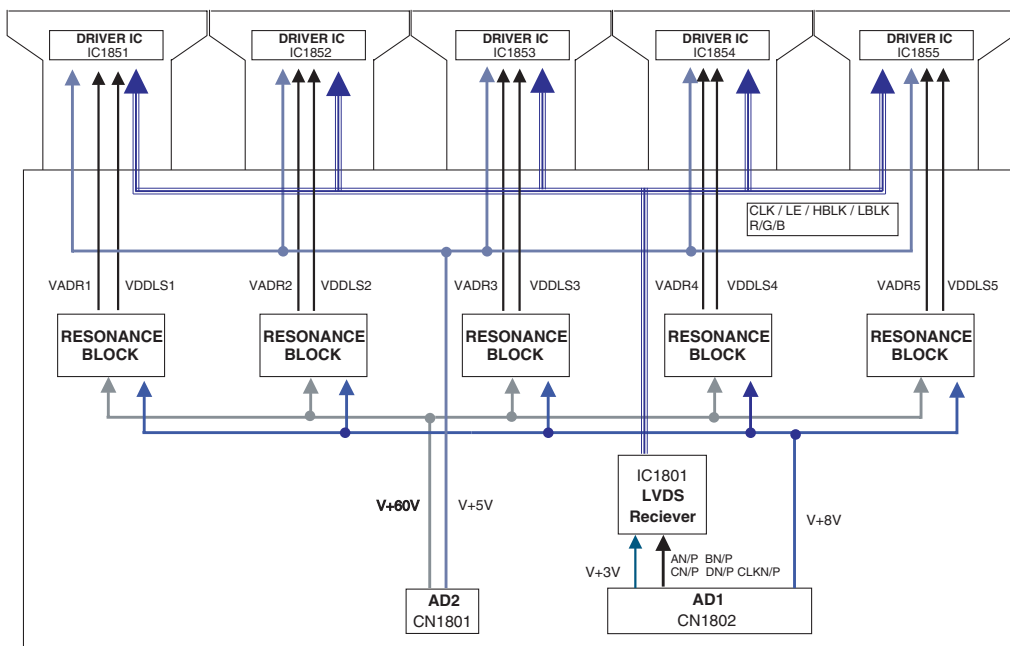 DRIVER IC
IC1851
DRIVER IC
IC1852
DRIVER IC
IC1853
DRIVER IC
IC1854
DRIVER IC
IC1855
CLK / LE / HBLK / LBLK
R/G/B
VADR1
VDDLS1
VADR2
VDDLS2
VADR3
VDDLS3
VADR4
VDDLS4
VADR5
VDDLS5
RESONANCE
BLOCK
RESONANCE
BLOCK
RESONANCE
BLOCK
RESONANCE
BLOCK
RESONANCE
BLOCK
IC1801
LVDS
Reciever
V+60V
V+5V
V+8V
V+3V
AN/P BN/P
CN/P DN/P CLKN/P
AD2
CN1801
AD1
CN1802